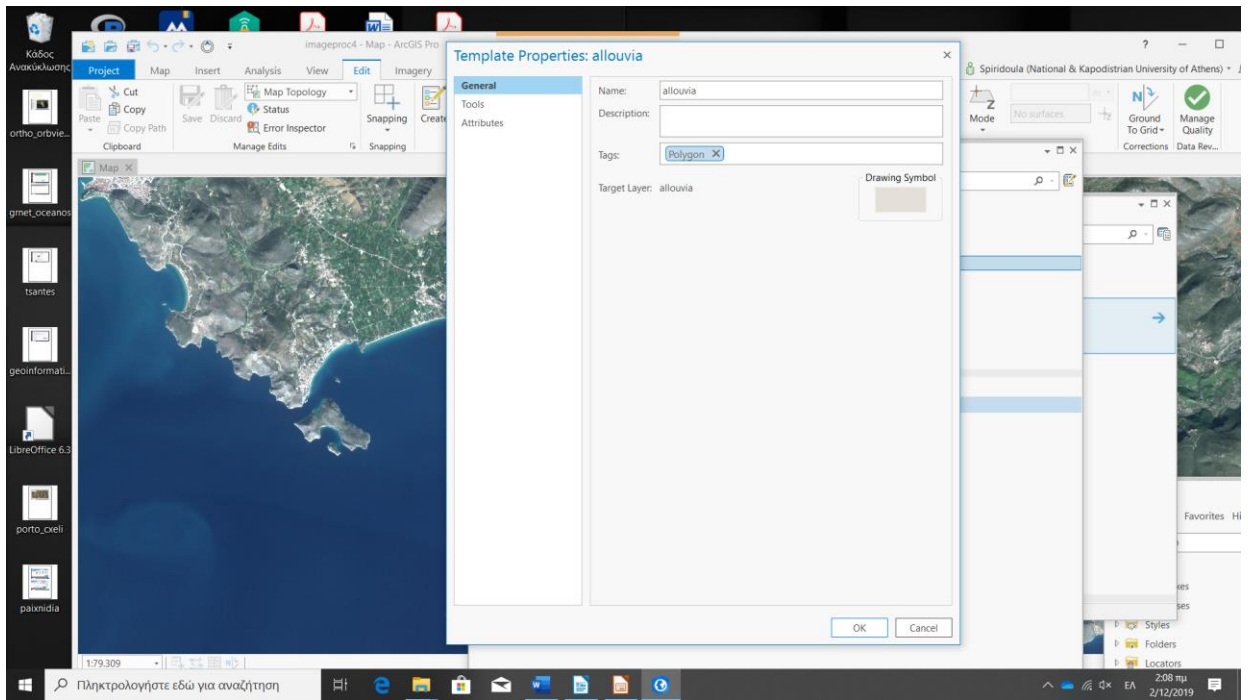 Κάδος
Ανακύκλωσης
ortho_orbvie...
grnet_oceanos
tsantes
geoinformati...
LibreOffice 6.3
porto_cxeli
paixnidia
imageproc4 - Map - ArcGIS Pro
Project Map Insert Analysis View Edit Imagery
Spiridoula (National & Kapodistrian University of Athens)
Paste
Cut
Copy
Copy Path
Clipboard
Save Discard
Map Topology
Status
Error Inspector
Manage Edits
Snapping
Snapping
Create
Mode
No surfaces
Ground
To Grid
Corrections
Manage
Quality
Data Rev...
Map
Template Properties: allouvia
General
Tools
Attributes
Name: allouvia
Description:
Tags: Polygon
Target Layer: allouvia
Drawing Symbol
OK Cancel
Favorites Hi
xes
ses
Styles
Folders
Locators
1:79.309
Πληκτρολογήστε εδώ για αναζήτηση
ΕΛ
2:08 πμ
2/12/2019